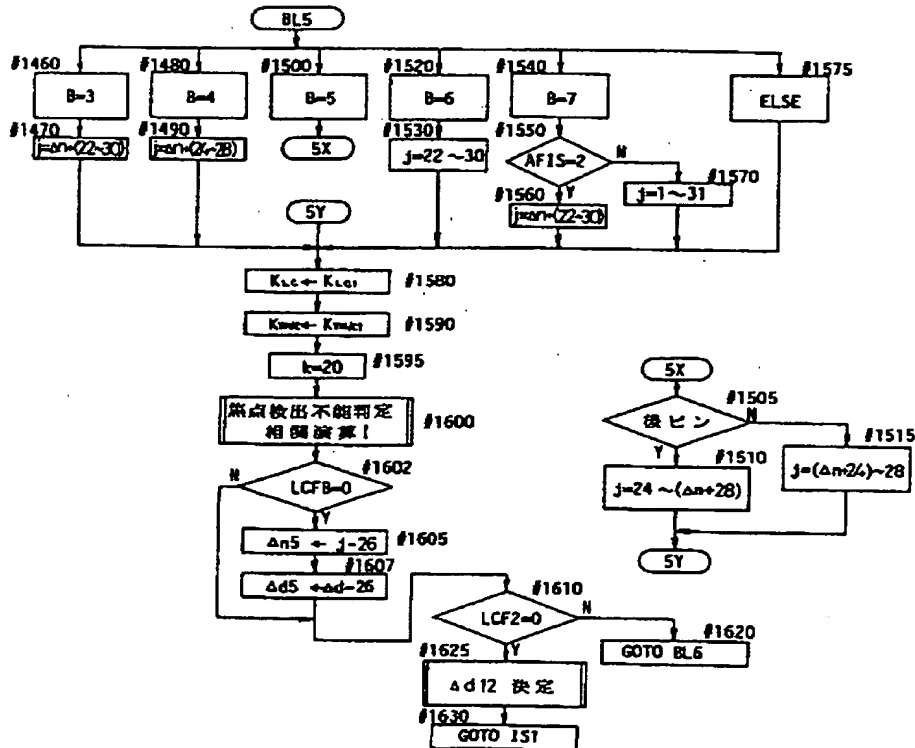 BL5
#1460 #1480 #1500 #1520 #1540 #1575
B=3 B=4 B=5 B=6 B=7 ELSE
#1470 #1490 #1530 #1550
j=Δn+(22~30) j=Δn+(24~28) 5X j=22~30 AFIS=2 N
#1570
j=1~31
#1560 Y
j=Δn+(22~30)
5Y
#1580
#1590
k=20 #1595
焦点検出不能判定
相関演算I
#1600
#1602
N LCFB=0
Y
Δn5 ← j-26 #1605
#1607
Δd5 ← Δd-26
#1610
LCF2=0 N
#1620
GOTO BL6
#1625 Y
Δd12 決定
#1630
GOTO IS1
5X
#1505
後ピン N
#1515
j=(Δn+24)~28
Y #1510
j=24~(Δn+28)
5Y